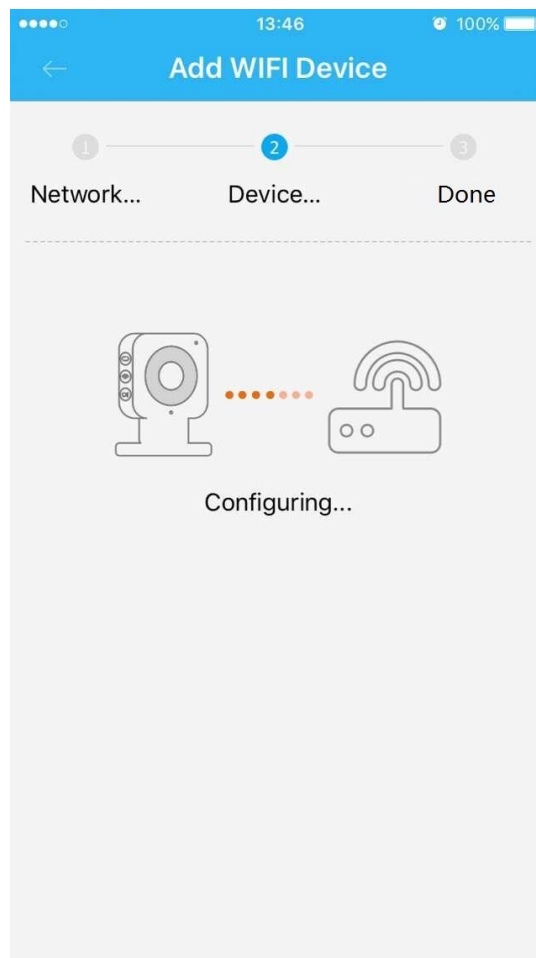 13:46 100%
Add WIFI Device
1 2 3
Network... Device... Done
Configuring...